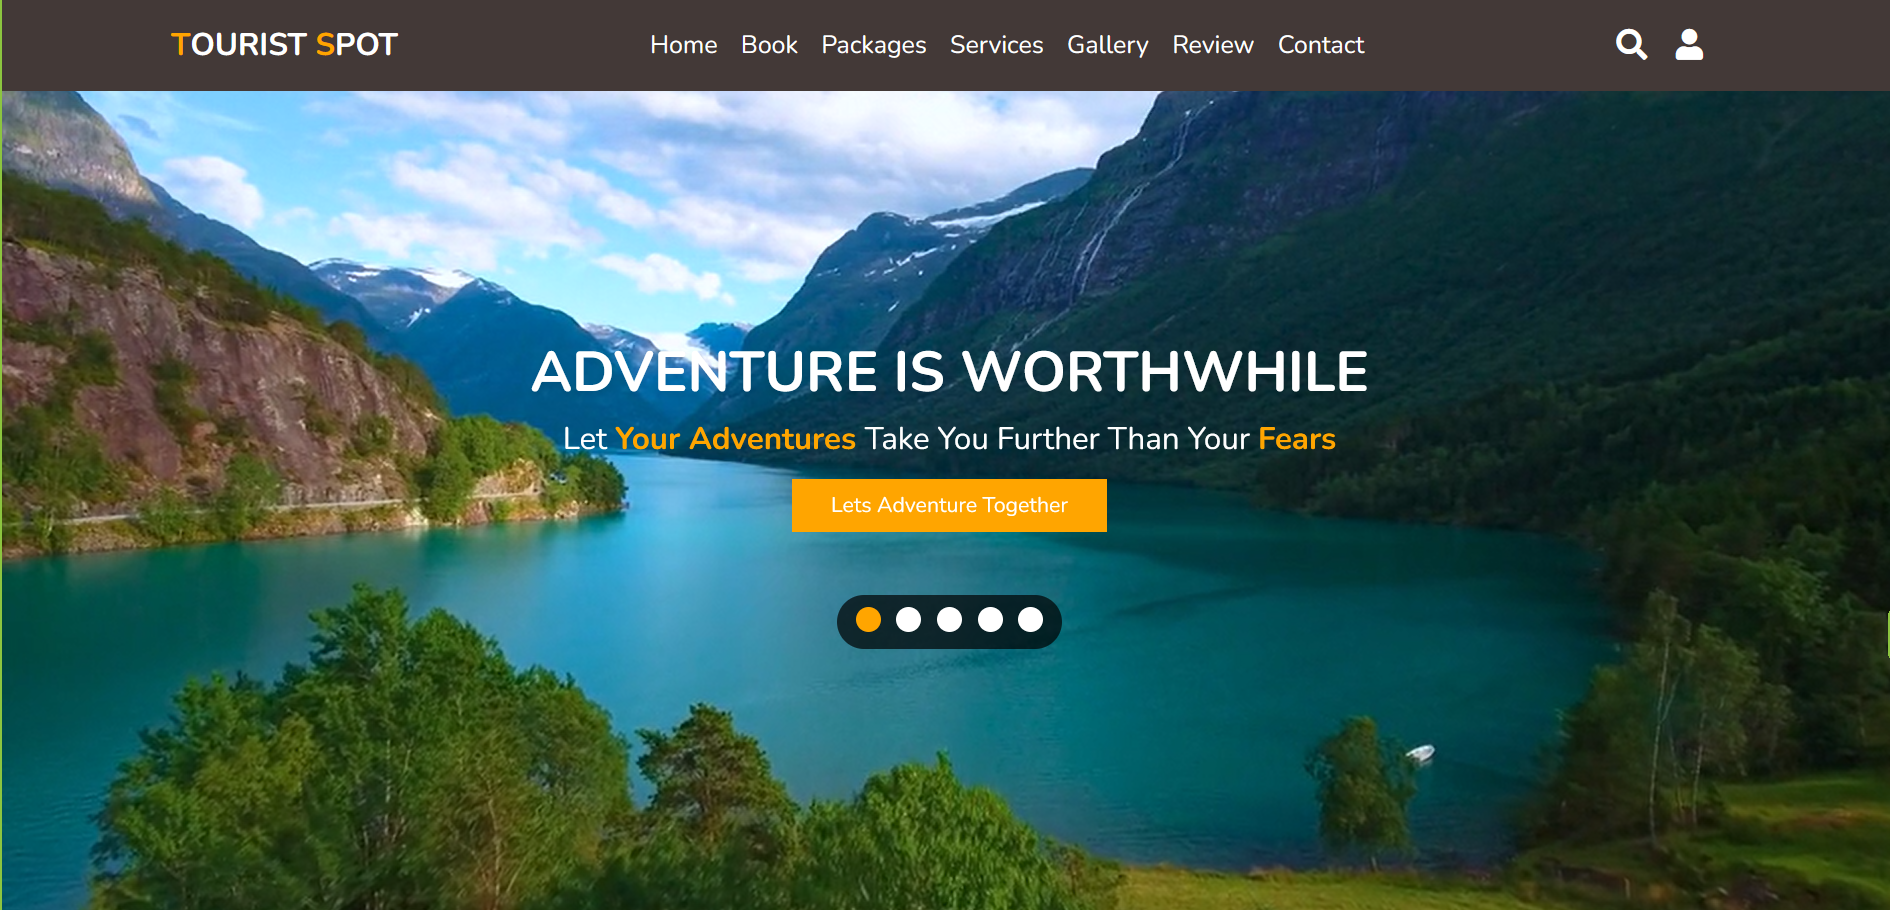 TOURIST SPOT
Home Book Packages Services Gallery Review Contact
ADVENTURE IS WORTHWHILE
Let Your Adventures Take You Further Than Your Fears
Lets Adventure Together